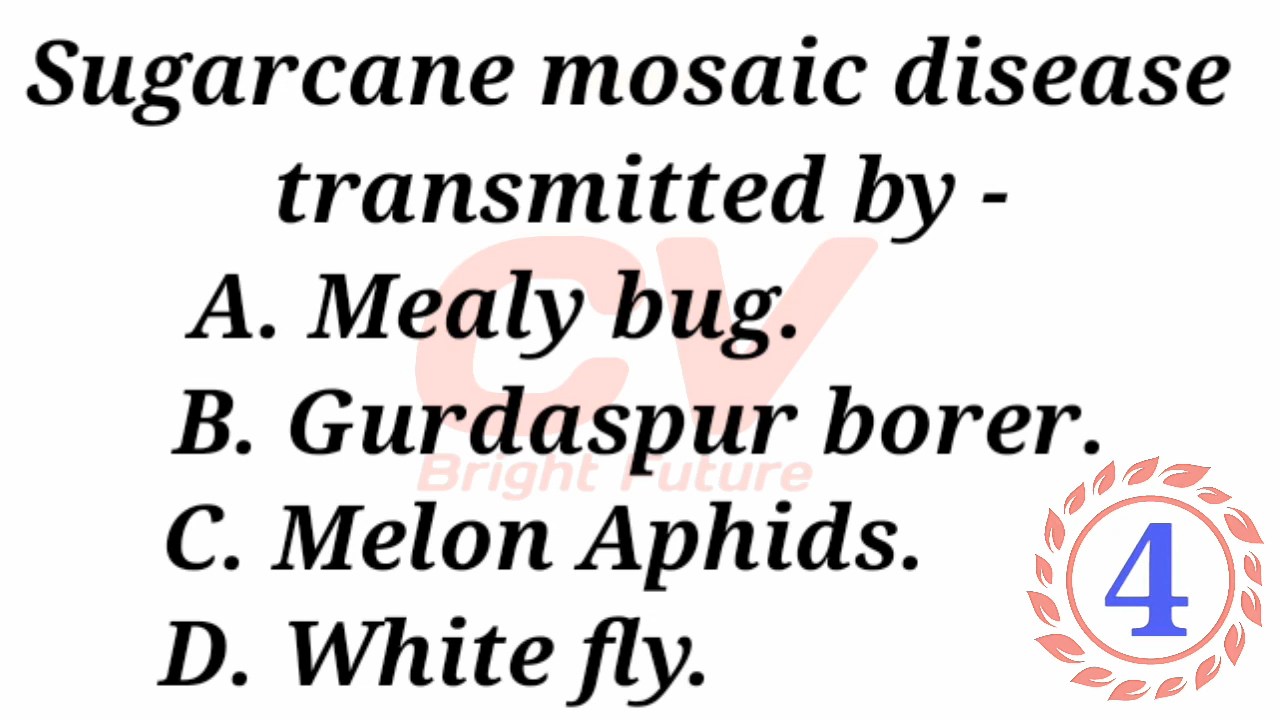 Sugarcane mosaic disease
transmitted by -
A. Mealy bug.
B. Gurdaspur borer.
C. Melon Aphids.
D. White fly.
CV
Bright Future
4